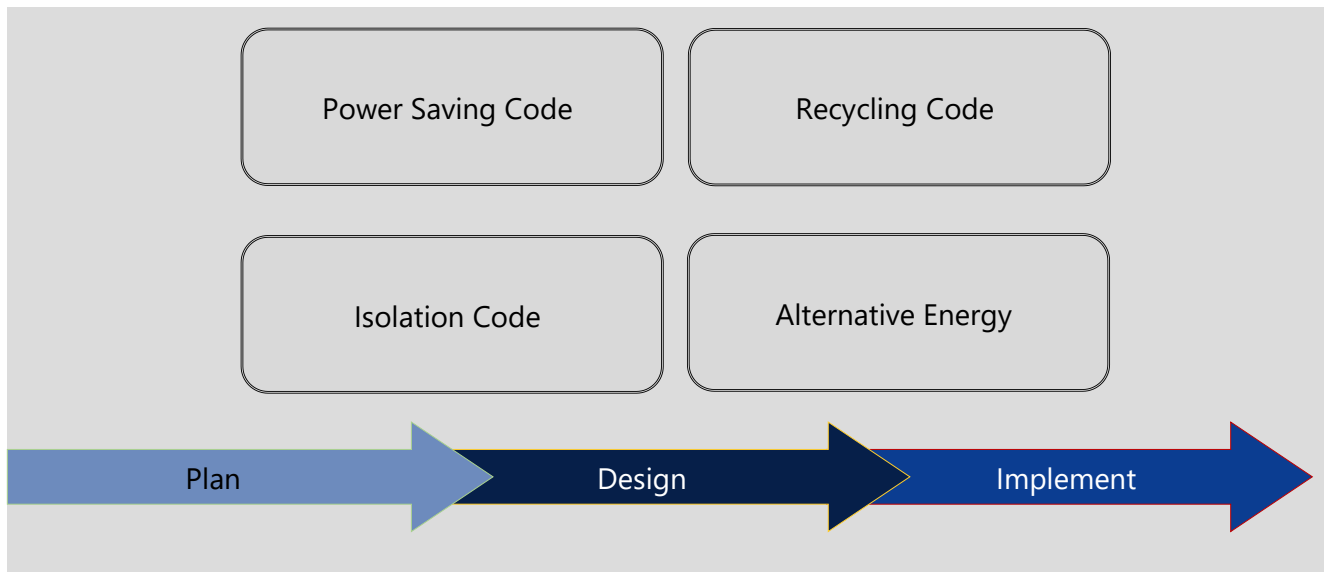 Power Saving Code
Recycling Code
Isolation Code
Alternative Energy
Plan
Design
Implement